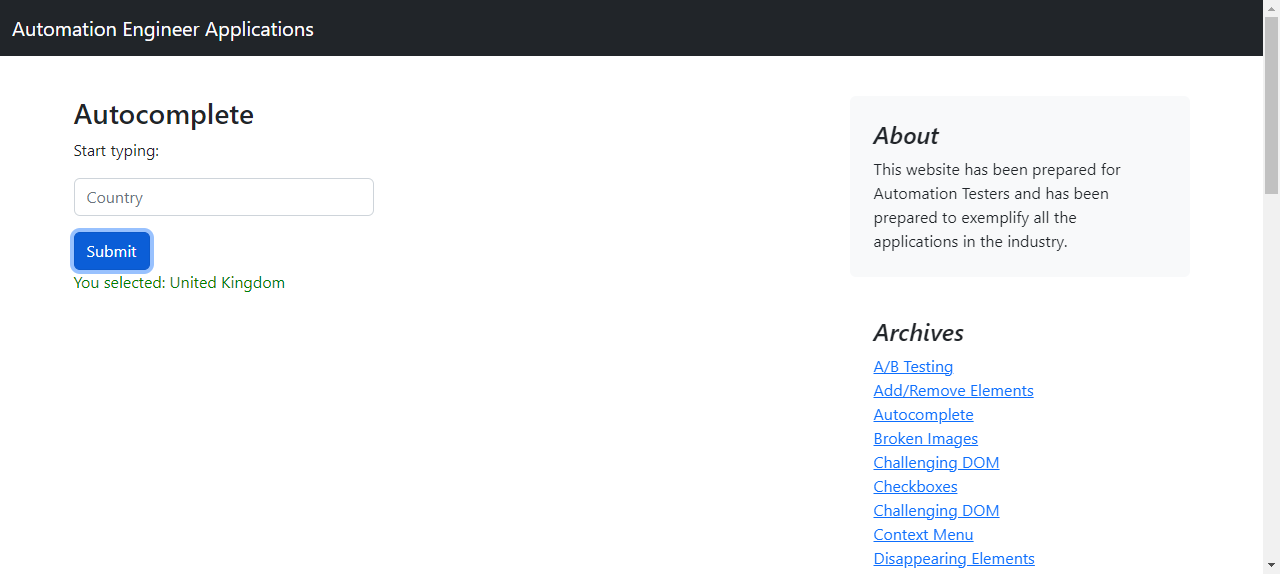 Automation Engineer Applications
Autocomplete
Start typing:
Country
Submit
You selected: United Kingdom
About
This website has been prepared for
Automation Testers and has been
prepared to exemplify all the
applications in the industry.
Archives
A/B Testing
Add/Remove Elements
Autocomplete
Broken Images
Challenging DOM
Checkboxes
Challenging DOM
Context Menu
Disappearing Elements